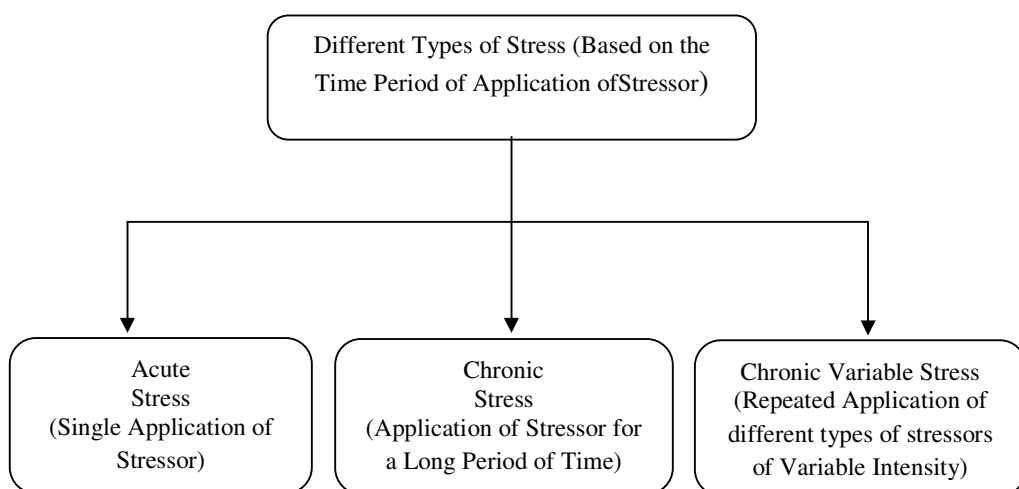 Different Types of Stress (Based on the
Time Period of Application ofStressor)
Acute
Stress
(Single Application of
Stressor)
Chronic
Stress
(Application of Stressor for
a Long Period of Time)
Chronic Variable Stress
(Repeated Application of
different types of stressors
of Variable Intensity)